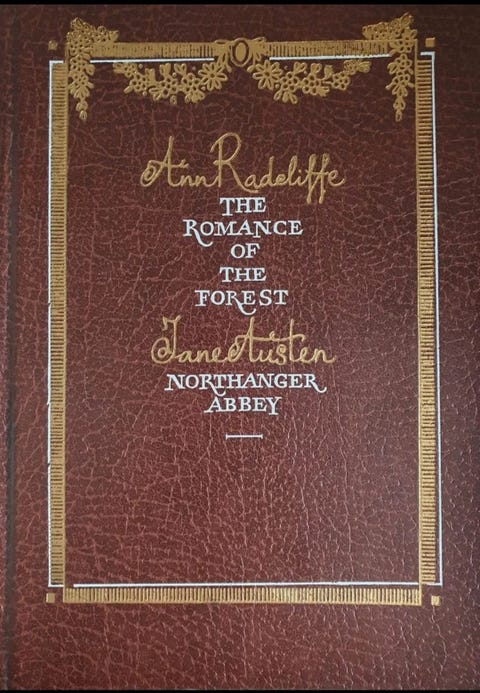 Ann Radcliffe
THE
ROMANCE
OF
THE
FOREST
Jane Austen
NORTHANGER
ABBEY